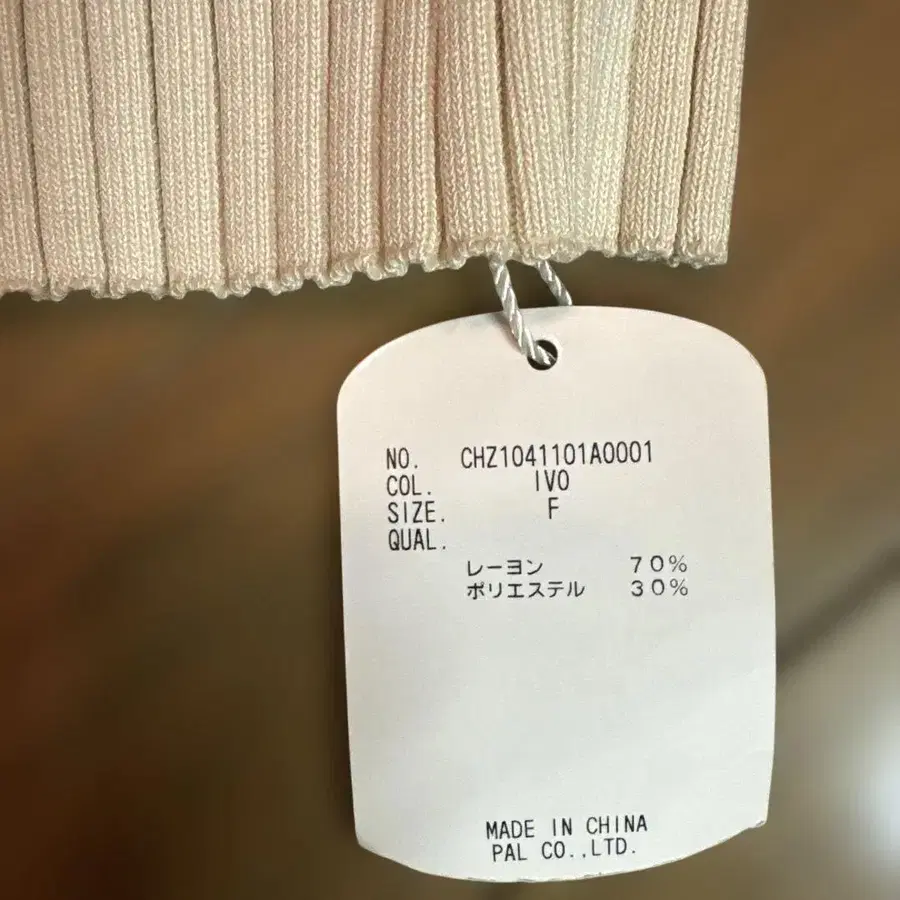 NO. CHZ1041101A0001
COL. IVO
SIZE. F
QUAL.
レーヨン 70%
ポリエステル 30%
MADE IN CHINA
PAL CO.,LTD.